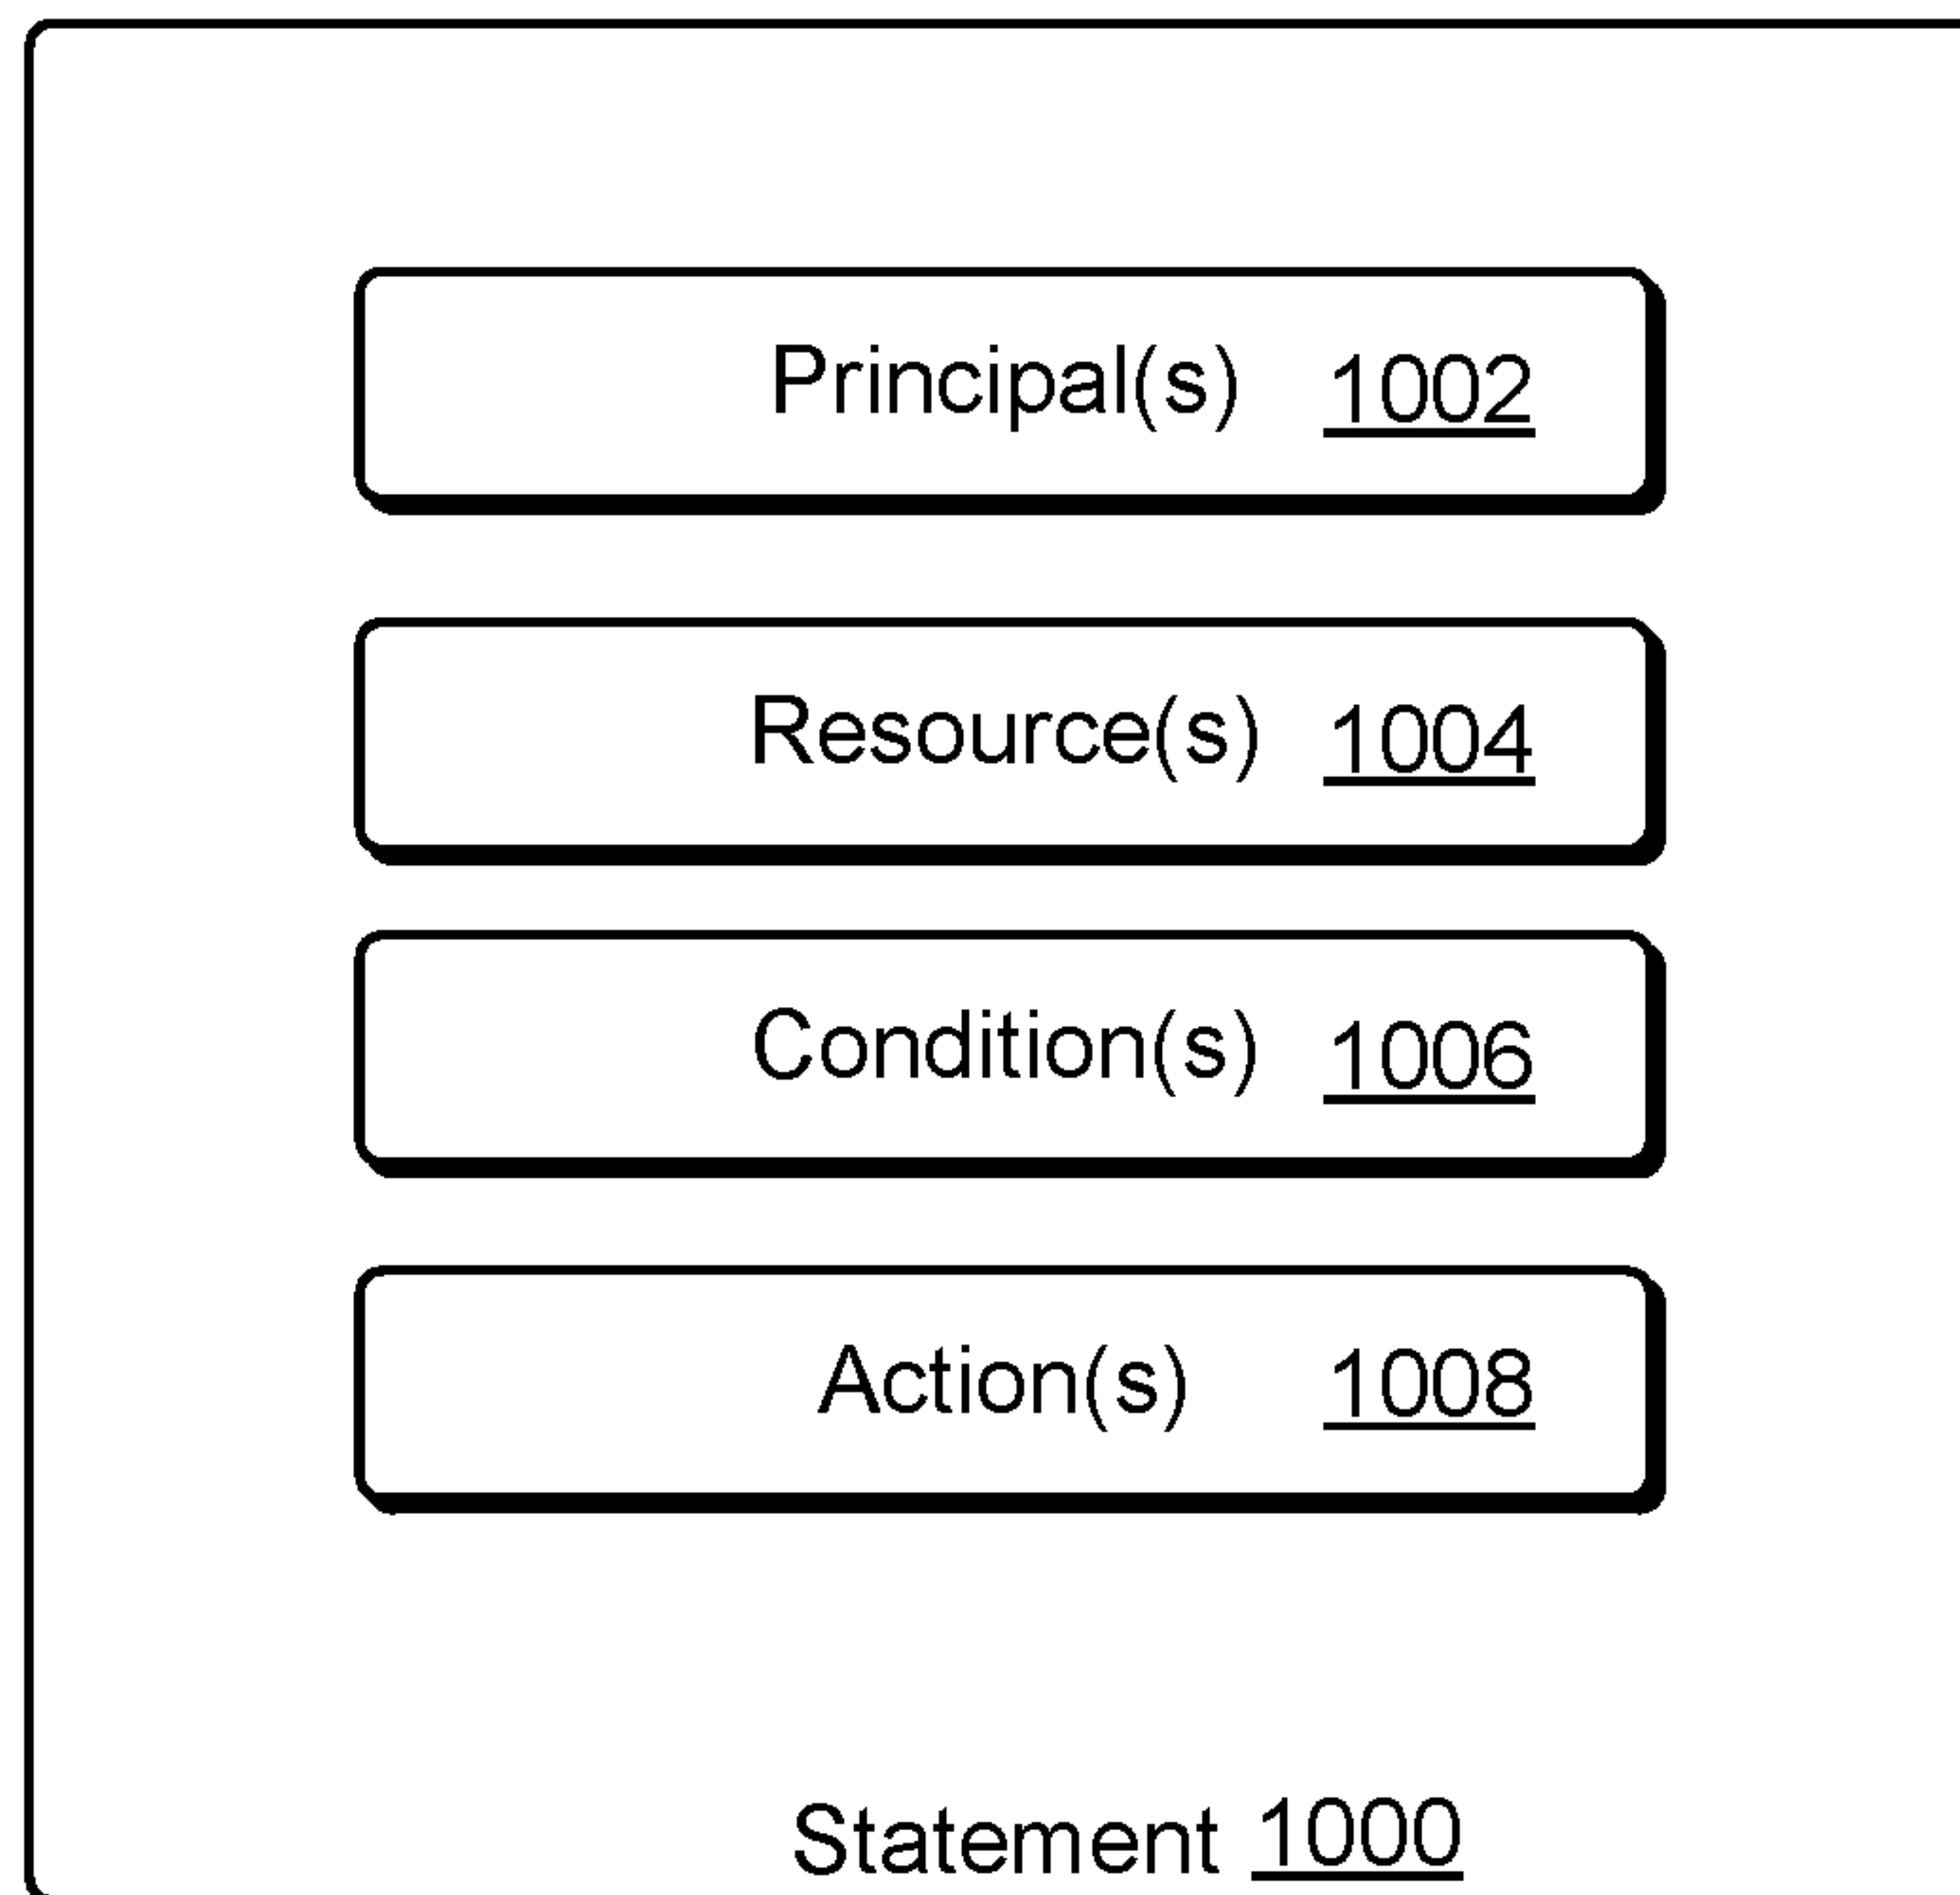 Principal(s) 1002
Resource(s) 1004
Condition(s) 1006
Action(s) 1008
Statement 1000